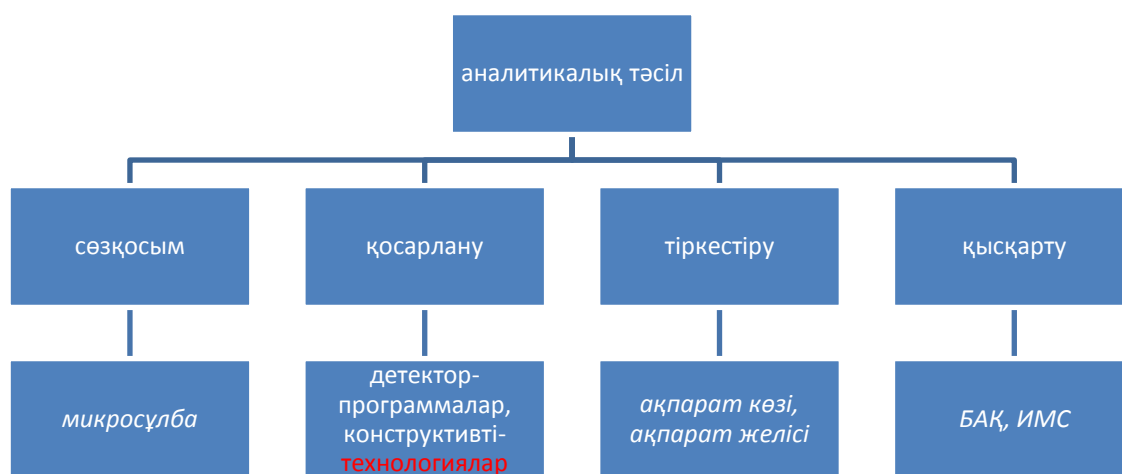 аналитикалық тәсіл
сөзқосым
қосарлану
тіркестіру
қысқарту
микросұлба
детектор-
программалар,
конструктивті-
технологиялар
ақпарат көзі,
ақпарат желісі
БАҚ, ИМС